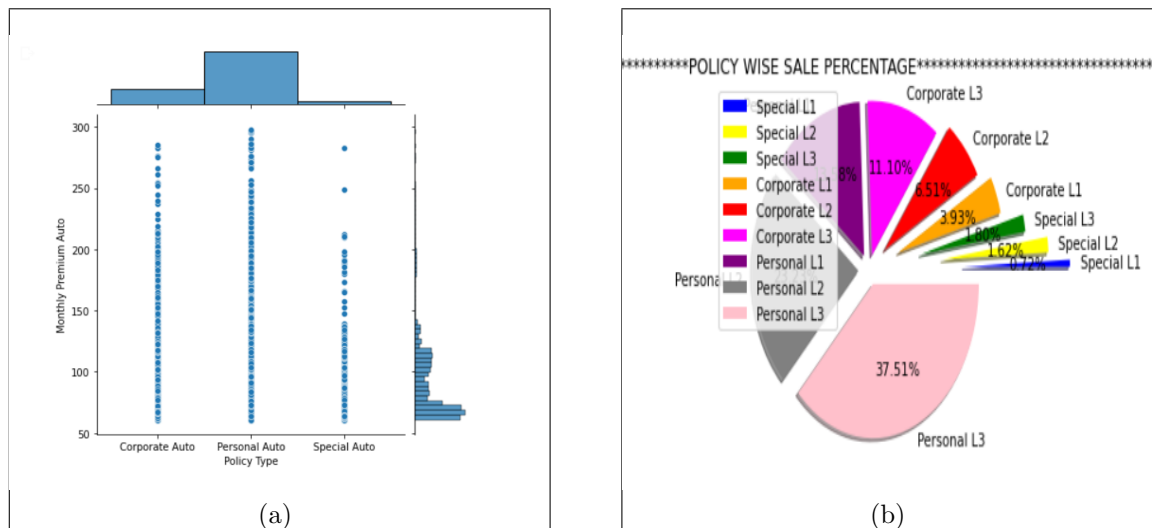 300
250
200
150
100
50
Monthly Premium Auto
Corporate Auto Personal Auto Special Auto
Policy Type
(a)
*********POLICY WISE SALE PERCENTAGE*********
Special L1
Special L2
Special L3
Corporate L1
Corporate L2
Corporate L3
Personal L1
Personal L2
Personal L3
Corporate L3
Corporate L2
Corporate L1
Special L3
Special L2
Special L1
11.10%
6.51%
3.93%
1.80%
1.62%
0.72%
Personal
37.51%
Personal L3
(b)